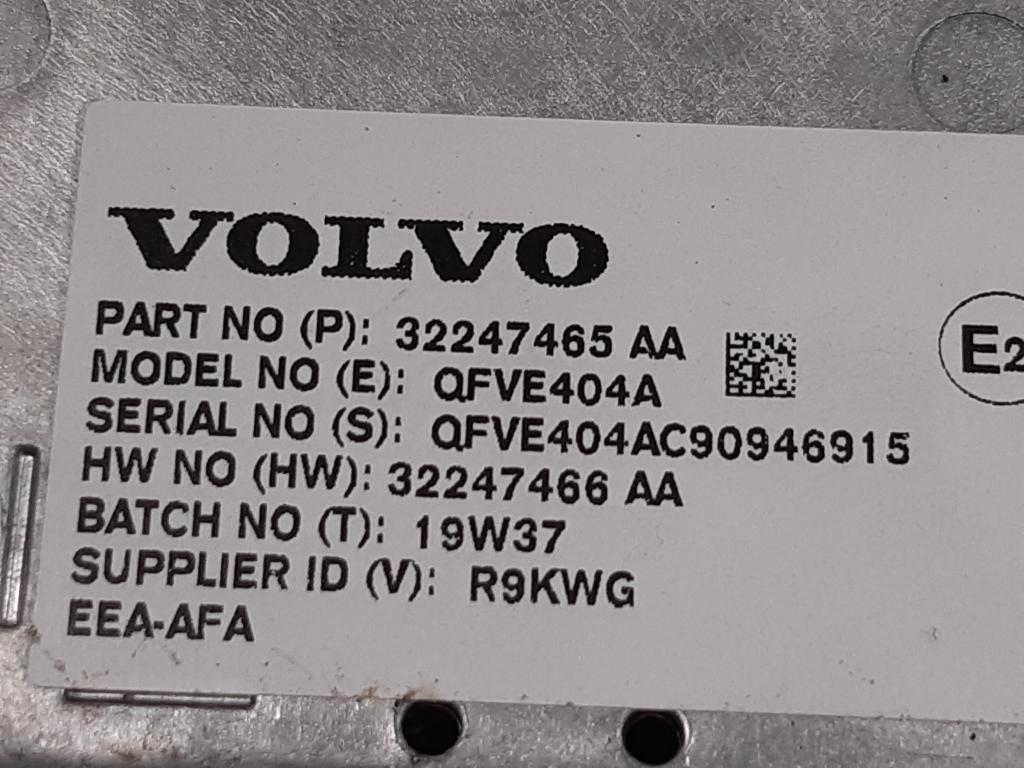 VOLVO
PART NO (P): 32247465 AA
MODEL NO (E): QFVE404A
SERIAL NO (S): QFVE404AC90946915
HW NO (HW): 32247466 AA
BATCH NO (T): 19W37
SUPPLIER ID (V): R9KWG
EEA-AFA
E2